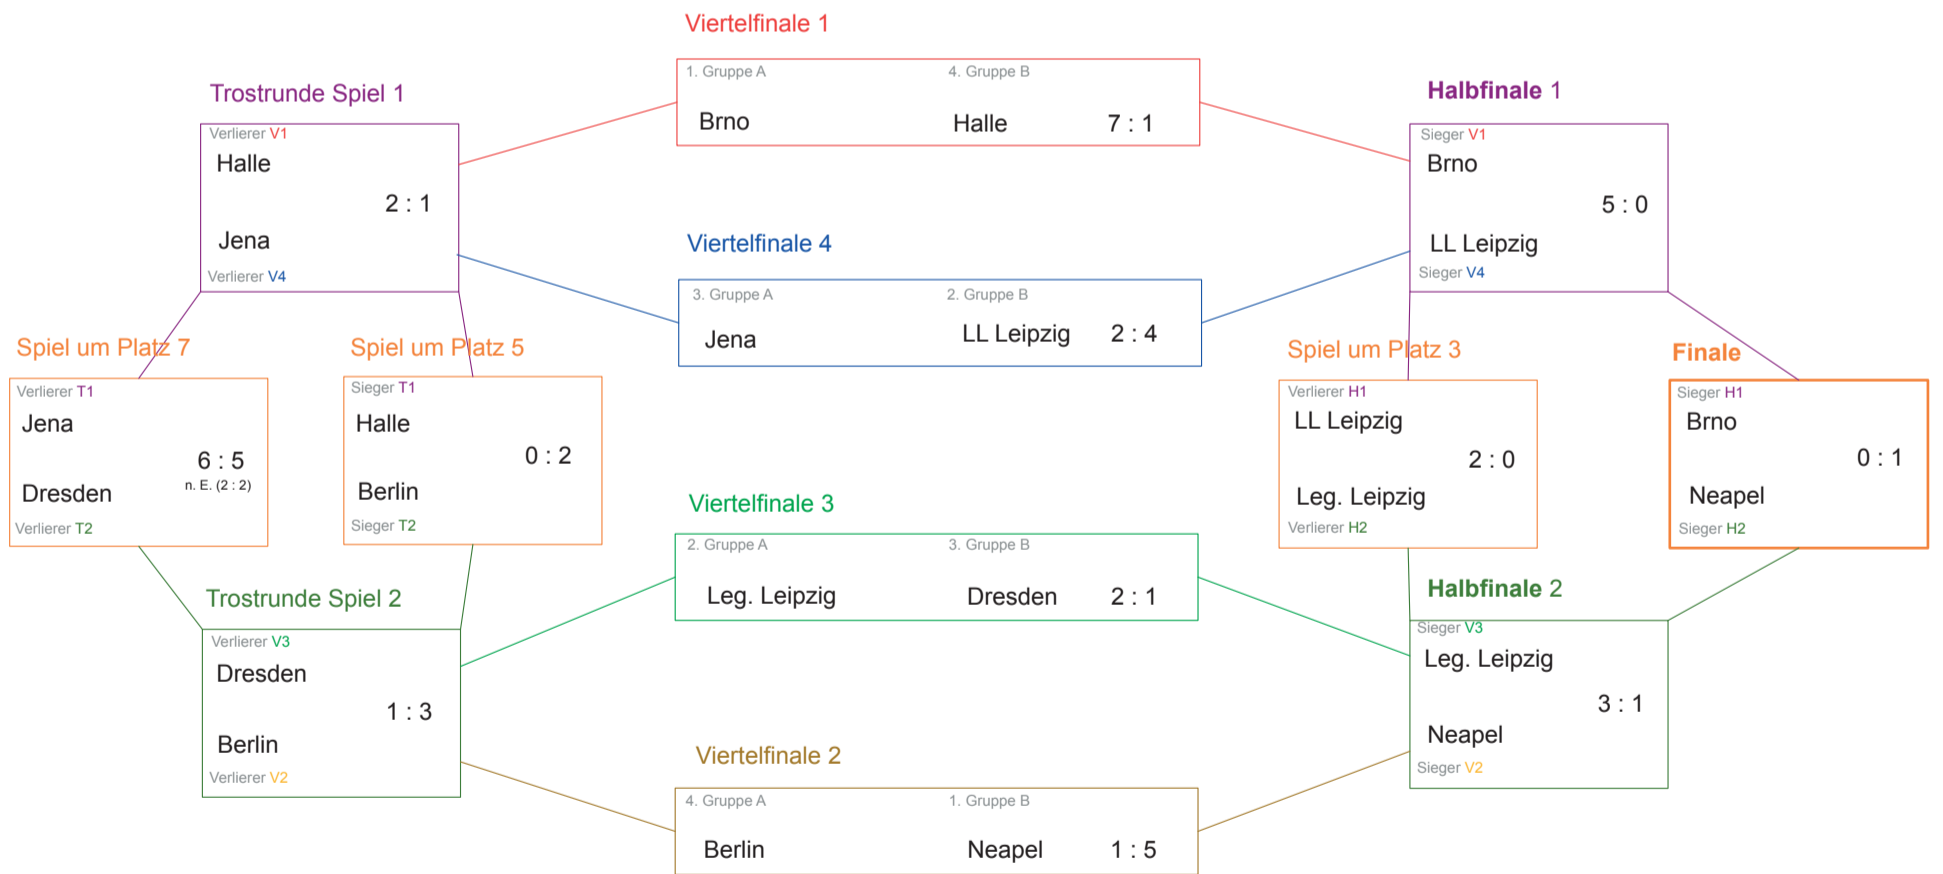 Viertelfinale 1
1. Gruppe A 4. Gruppe B
Brno Halle 7 : 1
Trostrunde Spiel 1
Verlierer V1
Halle
2 : 1
Jena
Verlierer V4
Halbfinale 1
Sieger V1
Brno
5 : 0
LL Leipzig
Sieger V4
Viertelfinale 4
3. Gruppe A 2. Gruppe B
Jena LL Leipzig 2 : 4
Spiel um Platz 7
Verlierer T1
Jena
6 : 5
n. E. (2 : 2)
Dresden
Verlierer T2
Spiel um Platz 5
Sieger T1
Halle
0 : 2
Berlin
Sieger T2
Spiel um Platz 3
Verlierer H1
LL Leipzig
2 : 0
Leg. Leipzig
Verlierer H2
Finale
Sieger H1
Brno
0 : 1
Neapel
Sieger H2
Viertelfinale 3
2. Gruppe A 3. Gruppe B
Leg. Leipzig Dresden 2 : 1
Trostrunde Spiel 2
Verlierer V3
Dresden
1 : 3
Berlin
Verlierer V2
Halbfinale 2
Sieger V3
Leg. Leipzig
3 : 1
Neapel
Sieger V2
Viertelfinale 2
4. Gruppe A 1. Gruppe B
Berlin Neapel 1 : 5